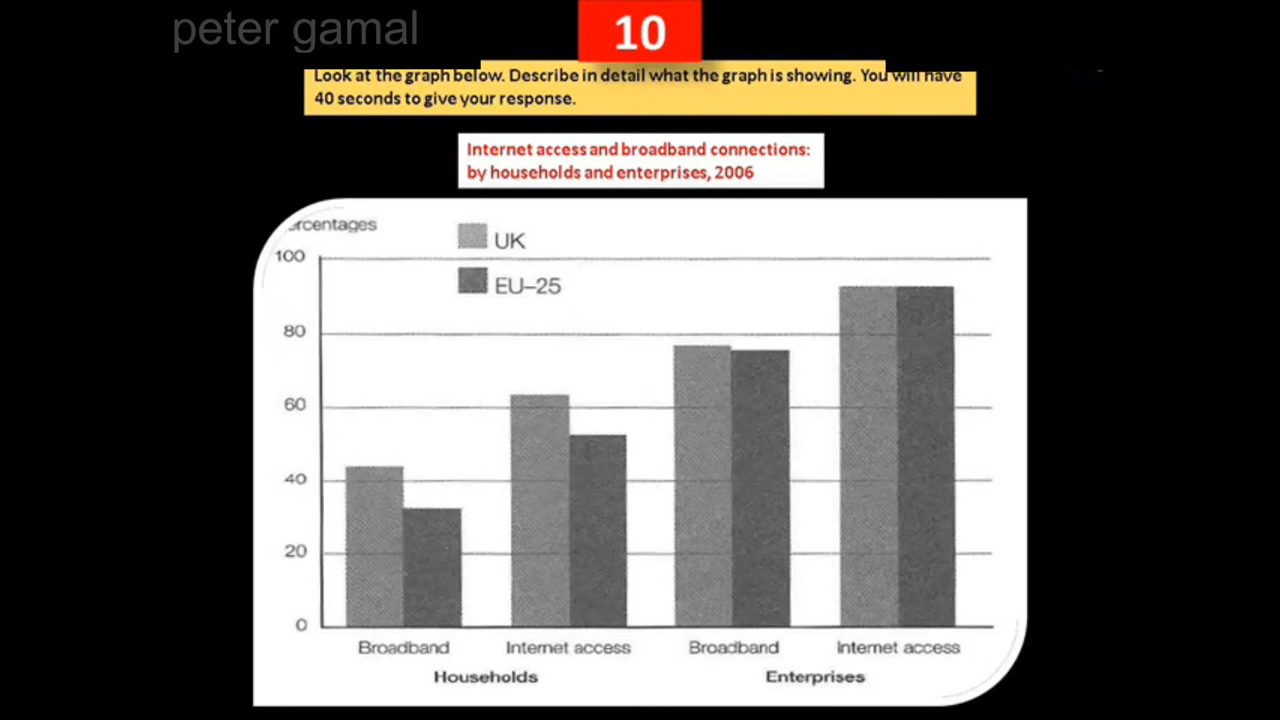 peter gamal
10
Look at the graph below. Describe in detail what the graph is showing. You will have
40 seconds to give your response.
Internet access and broadband connections:
by households and enterprises, 2006
ercentages
UK
EU–25
100
80
60
40
20
0
Broadband Internet access Broadband Internet access
Households Enterprises